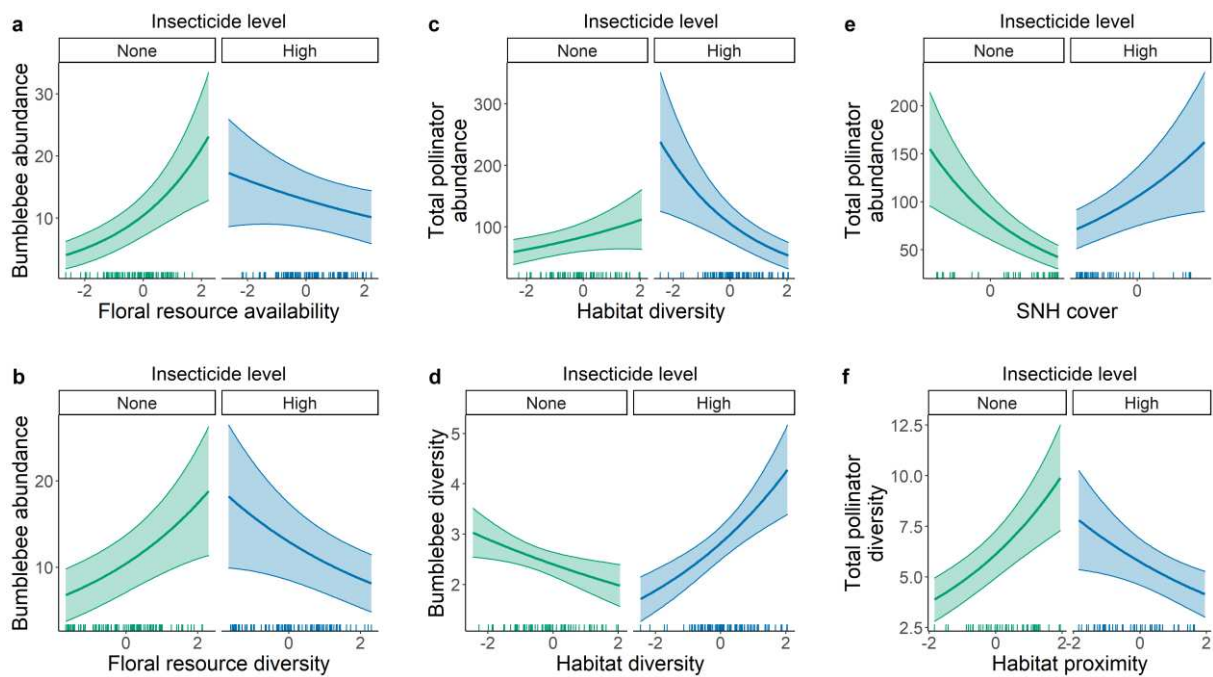 a
Insecticide level
None
High
Bumblebee abundance
30
20
10
-2
0
2
-2
0
2
Floral resource availability
c
Insecticide level
None
High
Total pollinator
abundance
300
200
100
-2
0
2
-2
0
2
Habitat diversity
e
Insecticide level
None
High
Total pollinator
abundance
200
150
100
50
0
0
SNH cover
b
Insecticide level
None
High
Bumblebee abundance
20
10
0
2
0
2
Floral resource diversity
d
Insecticide level
None
High
Bumblebee diversity
5
4
3
2
-2
0
2
-2
0
2
Habitat diversity
f
Insecticide level
None
High
Total pollinator
diversity
12.5
10.0
7.5
5.0
2.5
-2
0
2
-2
0
2
Habitat proximity